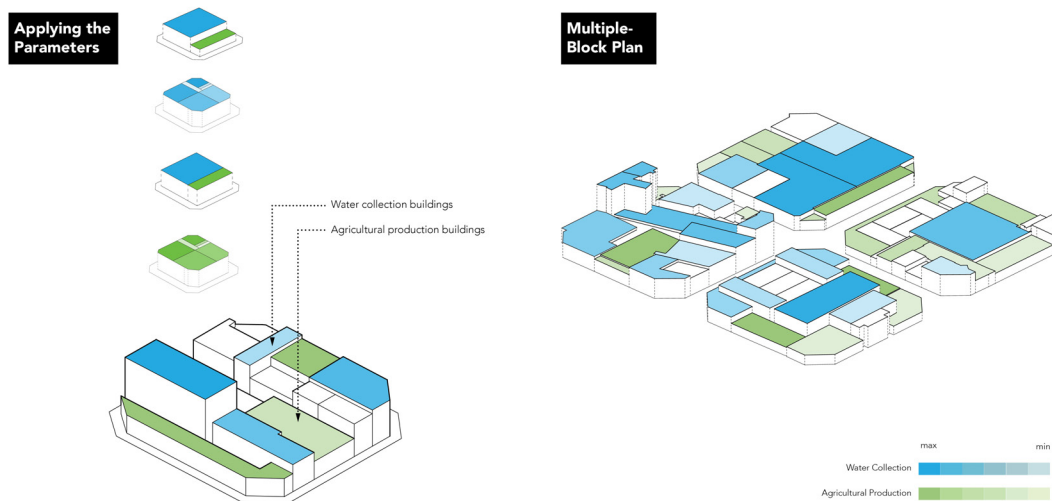 Applying the
Parameters
Water collection buildings
Agricultural production buildings
Multiple-
Block Plan
max
min
Water Collection
Agricultural Production